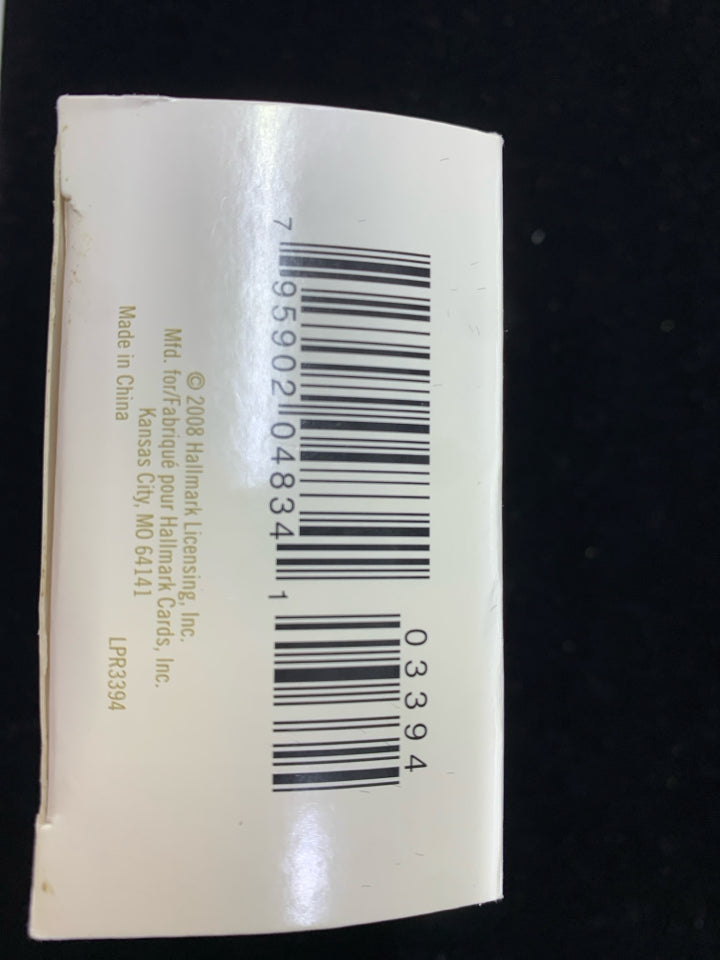 7 95902 04834 1
03394
© 2008 Hallmark Licensing, Inc.
Mfd. for/Fabriqué pour Hallmark Cards, Inc.
Kansas City, MO 64141
Made in China
LPR3394